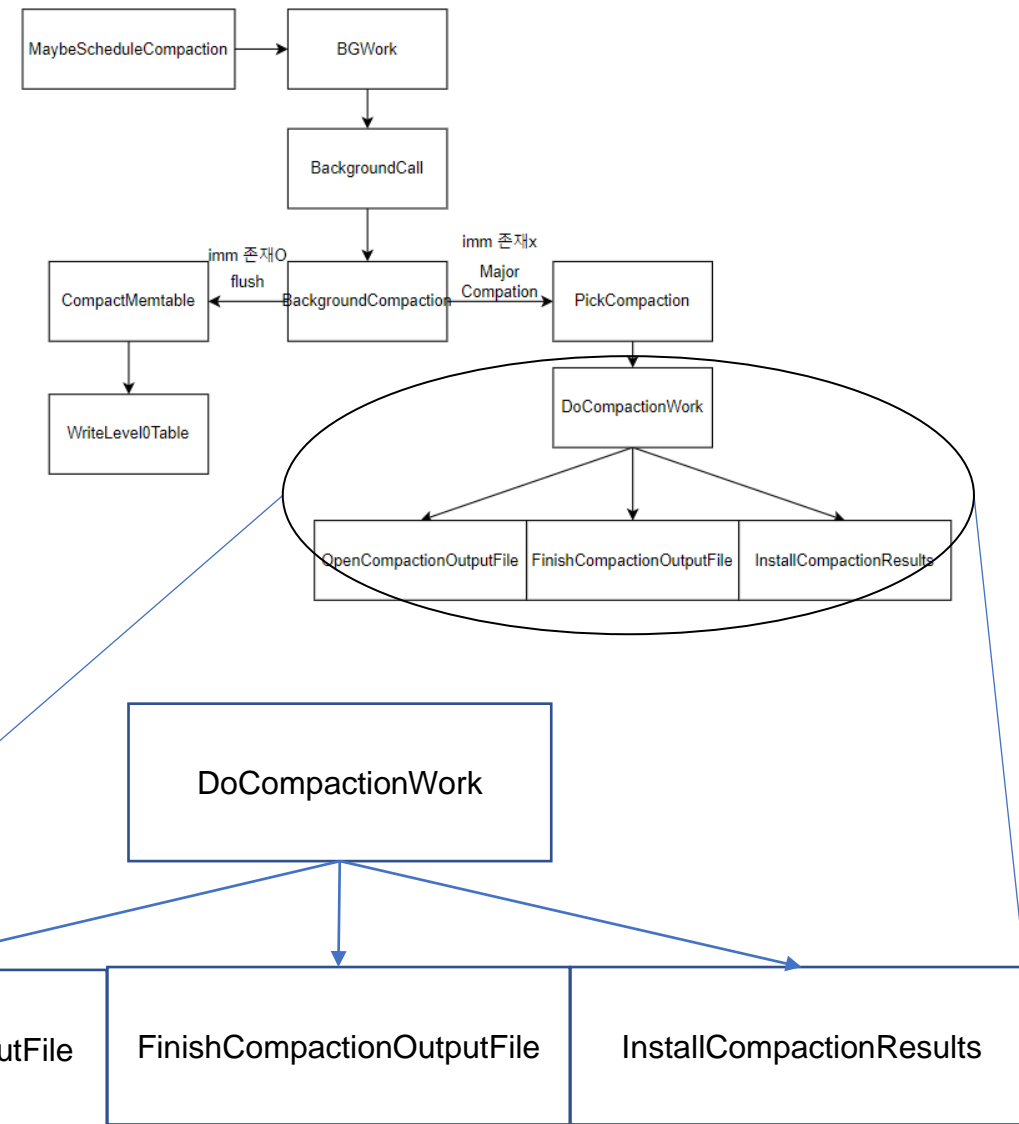 MaybeScheduleCompaction
BGWork
BackgroundCall
imm 존재O
flush
imm 존재x
Major
Compation
CompactMemtable
BackgroundCompaction
PickCompaction
WriteLevel0Table
DoCompactionWork
OpenCompactionOutputFile
FinishCompactionOutputFile
InstallCompactionResults
DoCompactionWork
utFile
FinishCompactionOutputFile
InstallCompactionResults